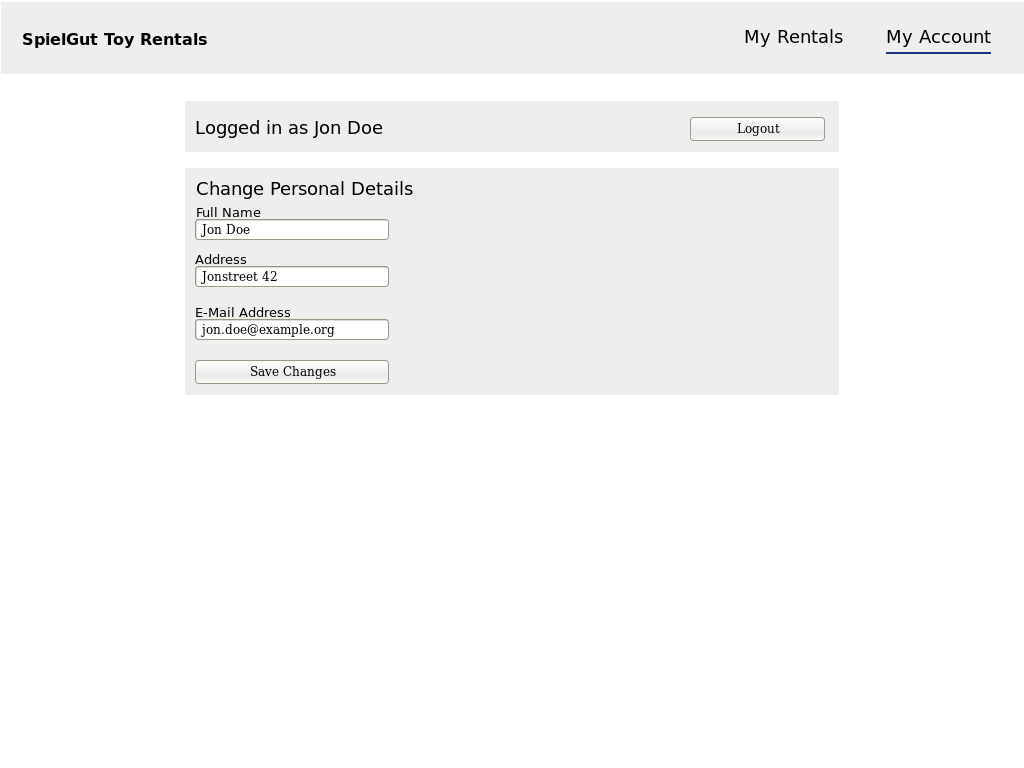 SpielGut Toy Rentals
My Rentals
My Account
Logged in as Jon Doe
Logout
Change Personal Details
Full Name
Jon Doe
Address
Jonstreet 42
E-Mail Address
jon.doe@example.org
Save Changes